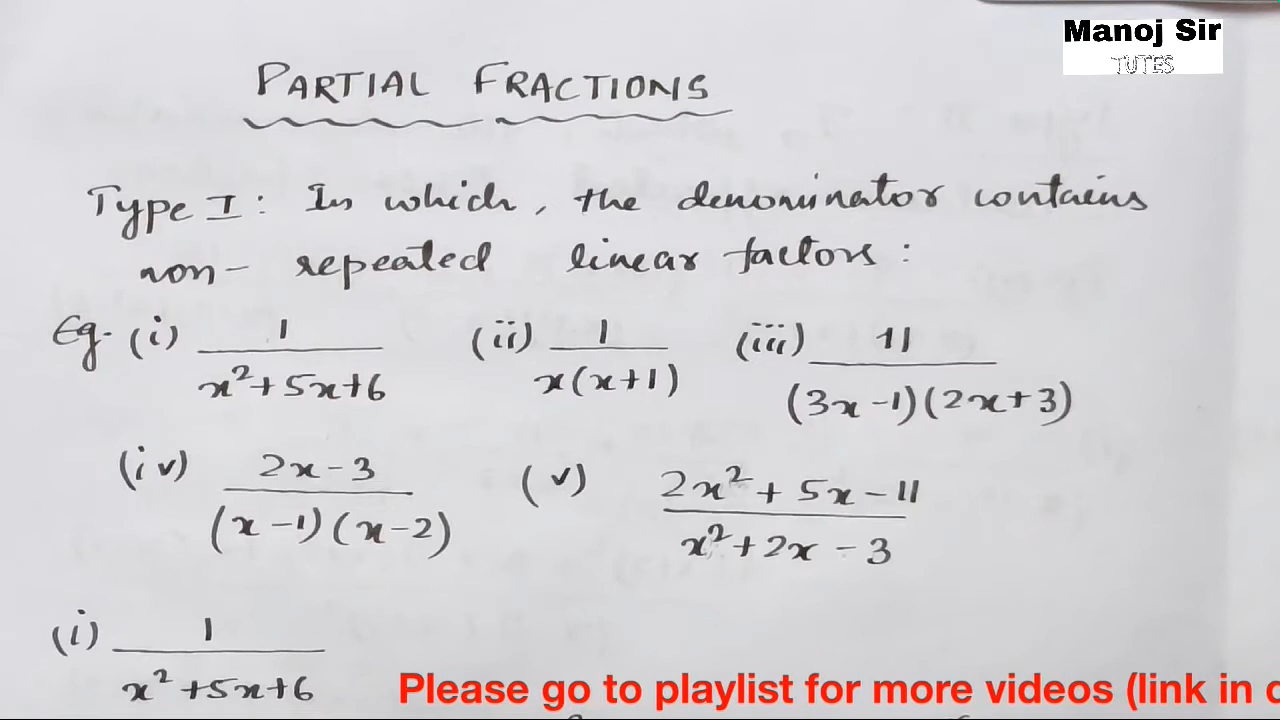 Manoj Sir
TUTES
PARTIAL FRACTIONS
Type I : In which, the denominator contains
non- repeated linear factors :
Eg. (i) 1/(x²+5x+6) (ii) 1/(x(x+1)) (iii) 11/((3x-1)(2x+3))
(iv) (2x-3)/((x-1)(x-2)) (v) (2x²+5x-11)/(x²+2x-3)
(i) 1/(x²+5x+6)
Please go to playlist for more videos (link in